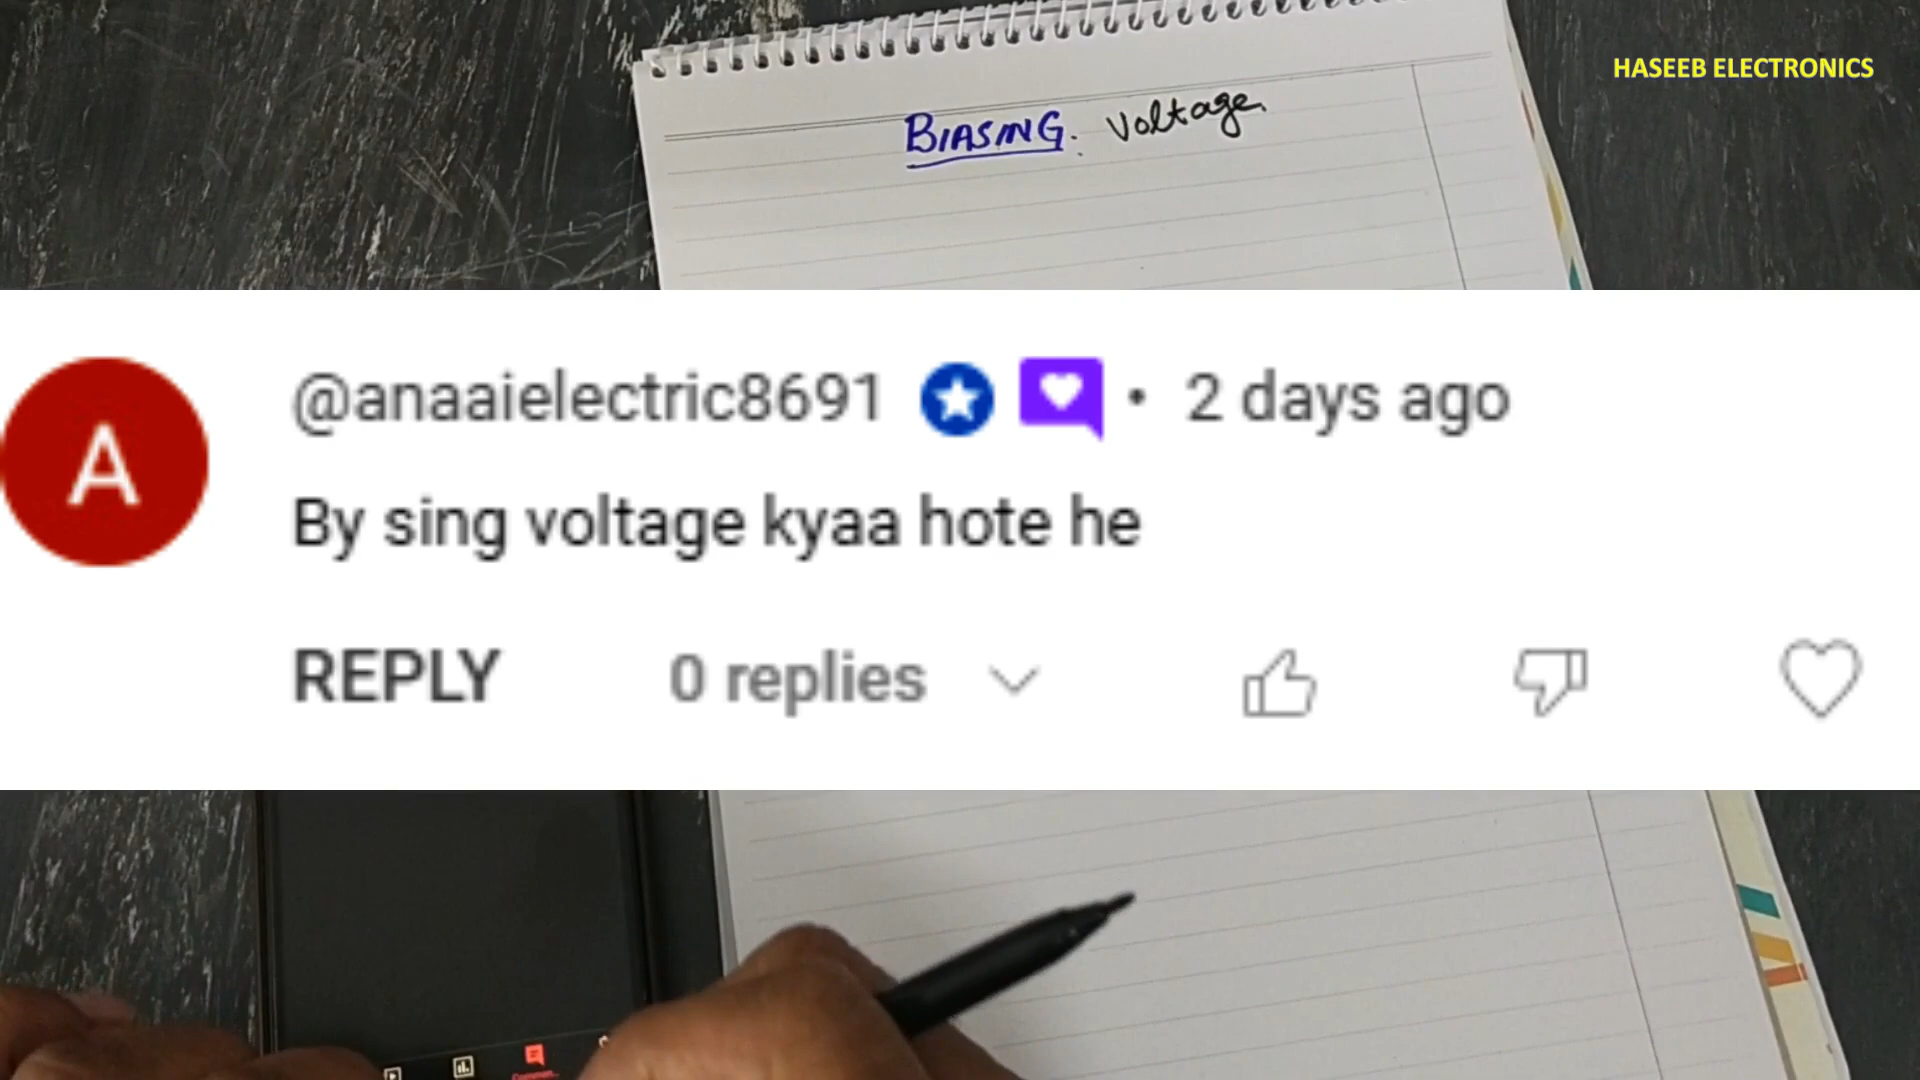 HASEEB ELECTRONICS
BIASING. Voltage.
@anaaielectric8691 • 2 days ago
A
By sing voltage kyaa hote he
REPLY 0 replies